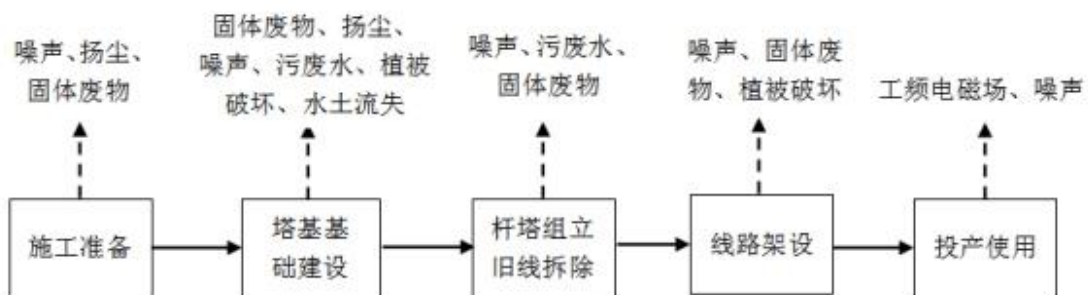 噪声、扬尘、
固体废物
固体废物、扬尘、
噪声、污废水、植被
破坏、水土流失
噪声、污废水、
固体废物
噪声、固体废
物、植被破坏
工频电磁场、噪声
施工准备
塔基基
础建设
杆塔组立
旧线拆除
线路架设
投产使用